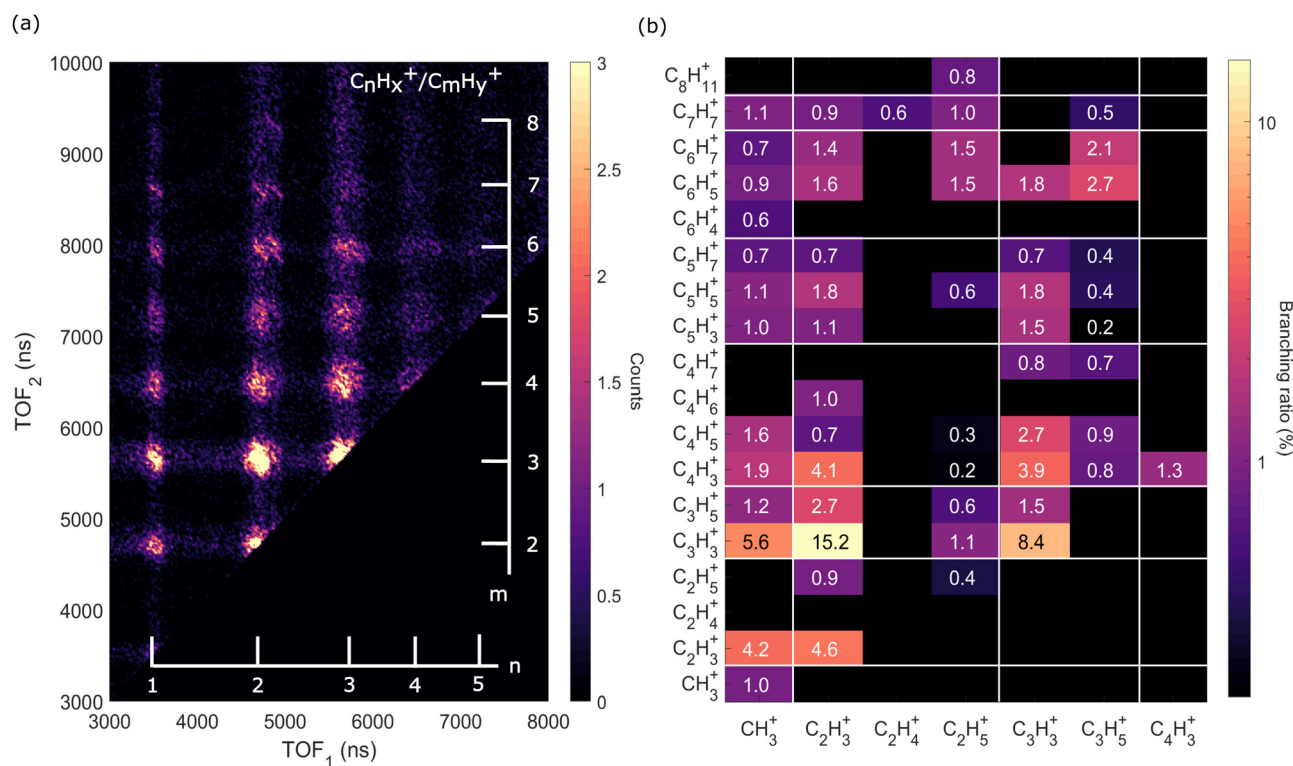 (a)
(b)
10000
9000
8000
7000
6000
5000
4000
3000
TOF₂ (ns)
CₙHₓ⁺/CₘHᵧ⁺
8
7
6
5
4
3
2
m
n
1 2 3 4 5
3000 4000 5000 6000 7000 8000
TOF₁ (ns)
3
2.5
2
1.5
1
0.5
0
Counts
C₈H₁₁⁺ 0.8
C₇H₇⁺ 1.1 0.9 0.6 1.0 0.5
C₆H₇⁺ 0.7 1.4 1.5 2.1
C₆H₅⁺ 0.9 1.6 1.5 1.8 2.7
C₆H₄⁺ 0.6
C₅H₇⁺ 0.7 0.7 0.7 0.4
C₅H₅⁺ 1.1 1.8 0.6 1.8 0.4
C₅H₃⁺ 1.0 1.1 1.5 0.2
C₄H₇⁺ 0.8 0.7
C₄H₆⁺ 1.0
C₄H₅⁺ 1.6 0.7 0.3 2.7 0.9
C₄H₃⁺ 1.9 4.1 0.2 3.9 0.8 1.3
C₃H₅⁺ 1.2 2.7 0.6 1.5
C₃H₃⁺ 5.6 15.2 1.1 8.4
C₂H₅⁺ 0.9 0.4
C₂H₄⁺
C₂H₃⁺ 4.2 4.6
CH₃⁺ 1.0
CH₃⁺ C₂H₃⁺ C₂H₄⁺ C₂H₅⁺ C₃H₃⁺ C₃H₅⁺ C₄H₃⁺
10
1
Branching ratio (%)